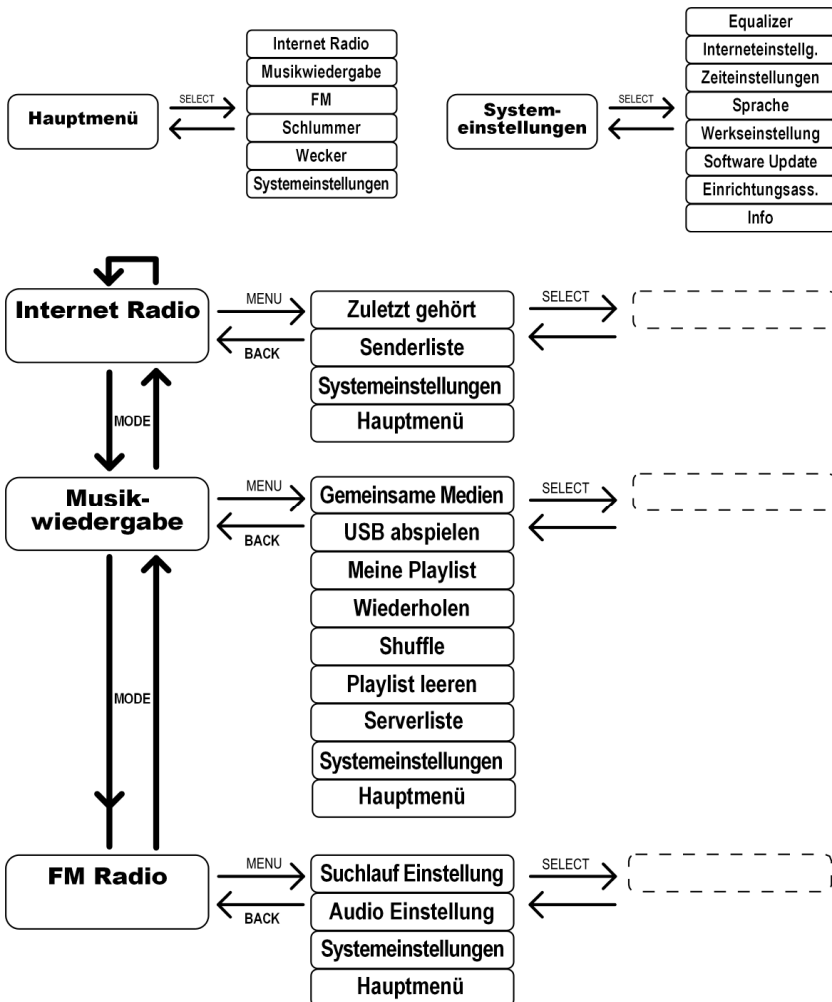 Hauptmenü
SELECT
Internet Radio
Musikwiedergabe
FM
Schlummer
Wecker
Systemeinstellungen
System-
einstellungen
SELECT
Equalizer
Interneteinstellg.
Zeiteinstellungen
Sprache
Werkseinstellung
Software Update
Einrichtungsass.
Info
Internet Radio
MENU
BACK
Zuletzt gehört
Senderliste
Systemeinstellungen
Hauptmenü
SELECT
MODE
Musik-
wiedergabe
MENU
BACK
Gemeinsame Medien
USB abspielen
Meine Playlist
Wiederholen
Shuffle
Playlist leeren
Serverliste
Systemeinstellungen
Hauptmenü
SELECT
MODE
FM Radio
MENU
BACK
Suchlauf Einstellung
Audio Einstellung
Systemeinstellungen
Hauptmenü
SELECT